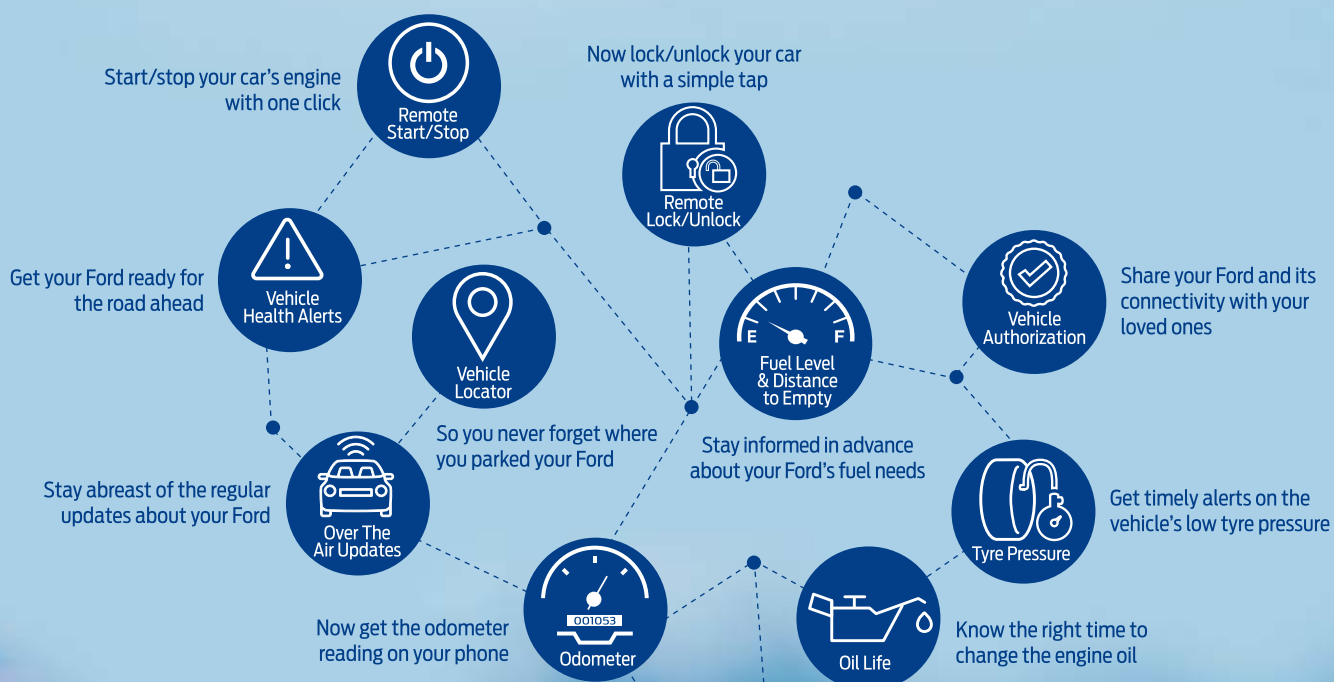 Start/stop your car's engine
with one click
Remote
Start/Stop
Now lock/unlock your car
with a simple tap
Remote
Lock/Unlock
Get your Ford ready for
the road ahead
Vehicle
Health Alerts
Vehicle
Locator
So you never forget where
you parked your Ford
E F
Fuel Level
& Distance
to Empty
Stay informed in advance
about your Ford's fuel needs
Vehicle
Authorization
Share your Ford and its
connectivity with your
loved ones
Stay abreast of the regular
updates about your Ford
Over The
Air Updates
Tyre Pressure
Get timely alerts on the
vehicle's low tyre pressure
Now get the odometer
reading on your phone
001053
Odometer
Oil Life
Know the right time to
change the engine oil